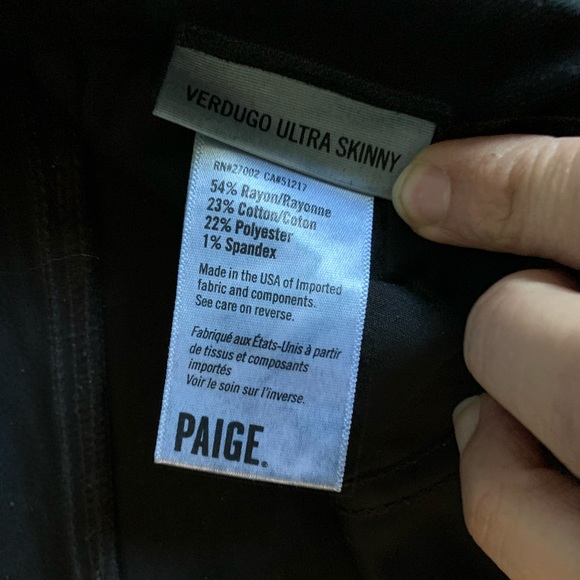 VERDUGO ULTRA SKINNY
RN#27002 CA#51217
54% Rayon/Rayonne
23% Cotton/Coton
22% Polyester
1% Spandex
Made in the USA of Imported
fabric and components.
See care on reverse.
Fabriqué aux États-Unis à partir
de tissus et composants
importés
Voir le soin sur l'inverse.
PAIGE.